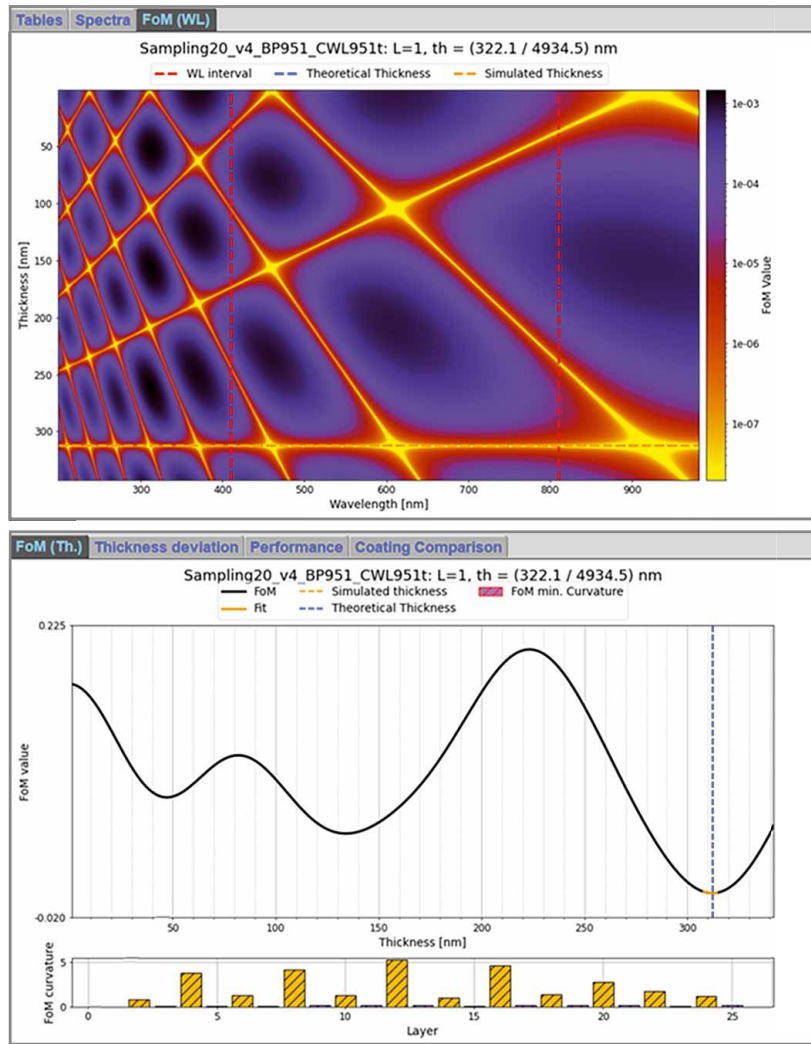 Tables Spectra FoM (WL)
Sampling20_v4_BP951_CWL951t: L=1, th = (322.1 / 4934.5) nm
WL interval Theoretical Thickness Simulated Thickness
50
100
150
200
250
300
Thickness [nm]
300 400 500 600 700 800 900
Wavelength [nm]
1e-03
1e-04
1e-05
1e-06
1e-07
FoM Value
FoM (Th.) Thickness deviation Performance Coating Comparison
Sampling20_v4_BP951_CWL951t: L=1, th = (322.1 / 4934.5) nm
FoM Simulated thickness FoM min. Curvature
Fit Theoretical Thickness
0.225
FoM value
-0.020
50 100 150 200 250 300
Thickness [nm]
FoM curvature
5
0
0 5 10 15 20 25
Layer